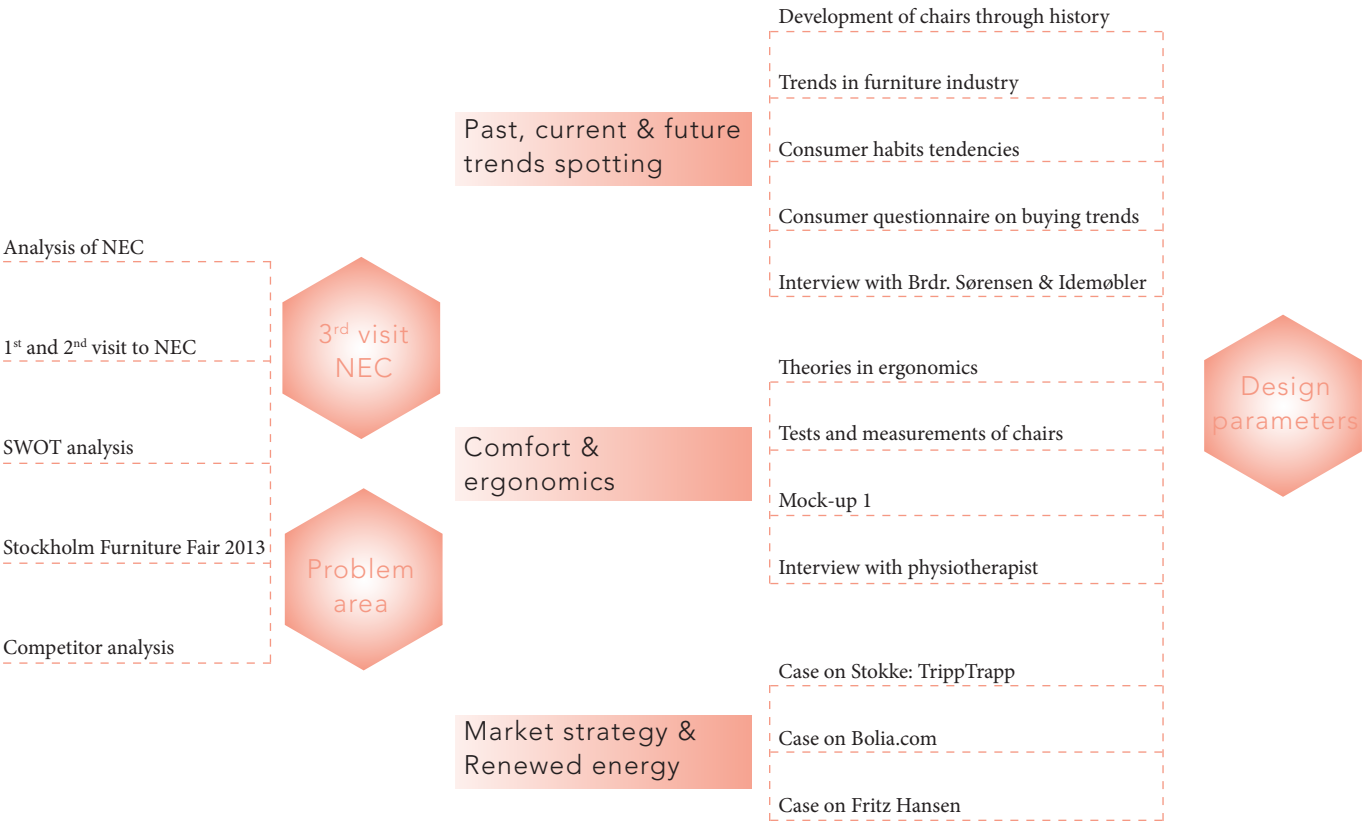 Analysis of NEC
1st and 2nd visit to NEC
SWOT analysis
Stockholm Furniture Fair 2013
Competitor analysis
3rd visit
NEC
Problem
area
Past, current & future
trends spotting
Comfort &
ergonomics
Market strategy &
Renewed energy
Development of chairs through history
Trends in furniture industry
Consumer habits tendencies
Consumer questionnaire on buying trends
Interview with Brdr. Sørensen & Idemøbler
Theories in ergonomics
Tests and measurements of chairs
Mock-up 1
Interview with physiotherapist
Case on Stokke: TrippTrapp
Case on Bolia.com
Case on Fritz Hansen
Design
parameters